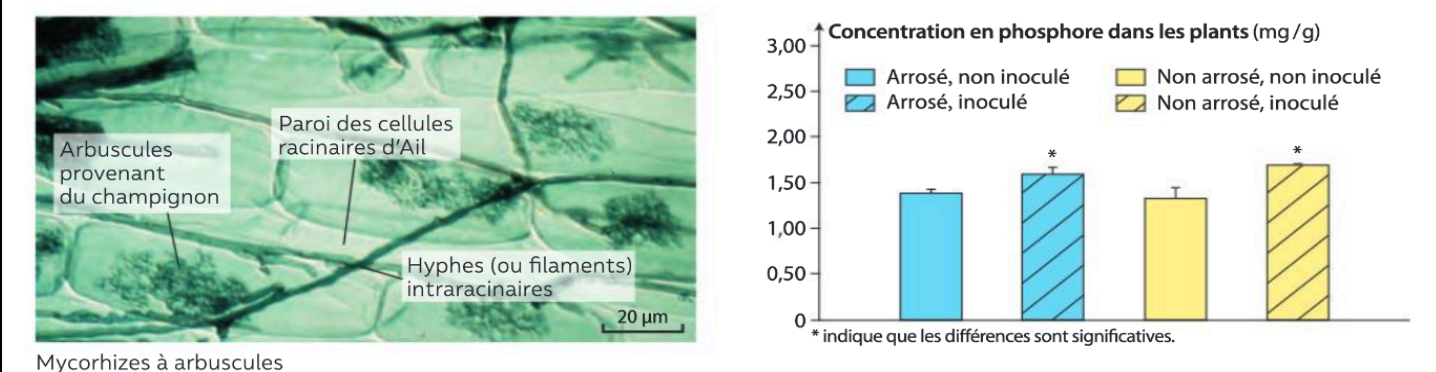 Arbuscules
provenant
du champignon
Paroi des cellules
racinaires d'Ail
Hyphes (ou filaments)
intraracinaires
20 µm
Mycorhizes à arbuscules
Concentration en phosphore dans les plants (mg/g)
3,00
2,50
2,00
1,50
1,00
0,50
0
Arrosé, non inoculé
Arrosé, inoculé
Non arrosé, non inoculé
Non arrosé, inoculé
*
*
* indique que les différences sont significatives.